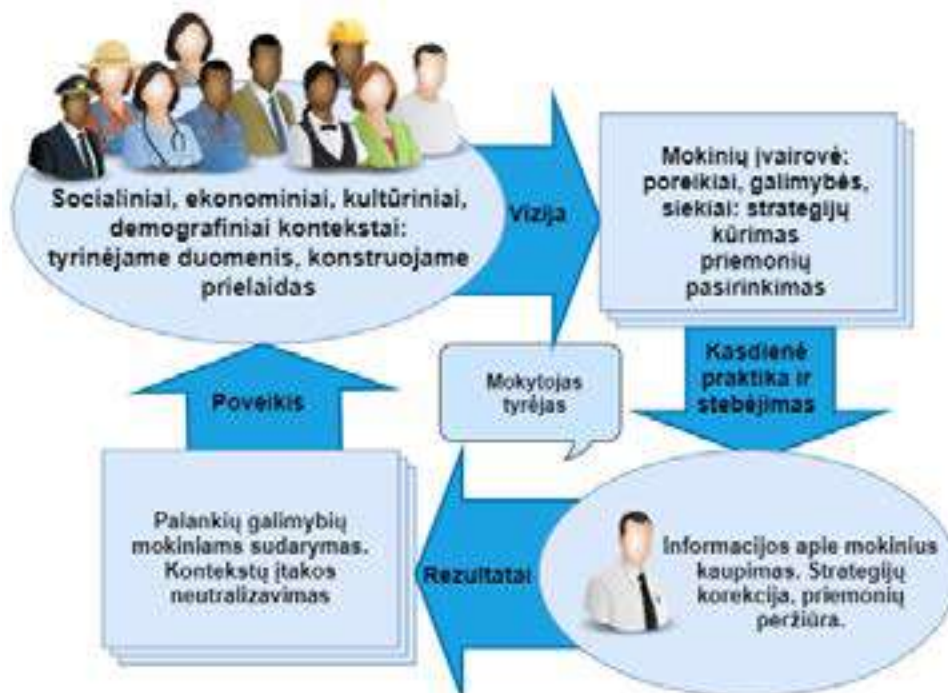 Socialiniai, ekonominiai, kultūriniai,
demografiniai kontekstai:
tyrinėjame duomenis, konstruojame
prielaidas
Vizija
Mokinių įvairovė:
poreikiai, galimybės,
siekiai: strategijų
kūrimas
priemonių
pasirinkimas
Kasdienė
praktika ir
stebėjimas
Mokytojas
tyrėjas
Informacijos apie mokinius
kaupimas. Strategijų
korekcija, priemonių
peržiūra.
Rezultatai
Palankių galimybių
mokiniams sudarymas.
Kontekstų įtakos
neutralizavimas
Poveikis